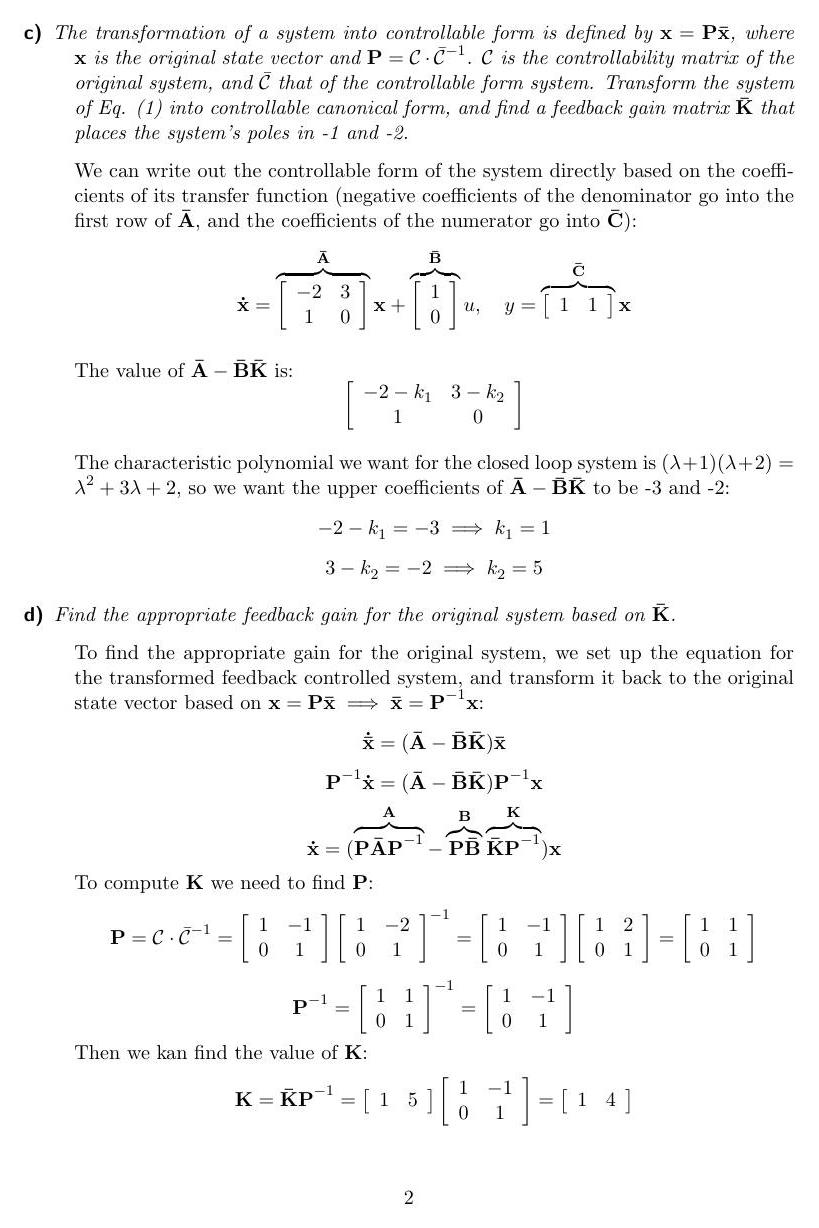 c) The transformation of a system into controllable form is defined by x = Px̄, where
x is the original state vector and P = 𝒞 · 𝒞̄⁻¹. 𝒞 is the controllability matrix of the
original system, and 𝒞̄ that of the controllable form system. Transform the system
of Eq. (1) into controllable canonical form, and find a feedback gain matrix K̄ that
places the system's poles in -1 and -2.
We can write out the controllable form of the system directly based on the coeffi-
cients of its transfer function (negative coefficients of the denominator go into the
first row of Ā, and the coefficients of the numerator go into C̄):
Ā B̄ C̄
ẋ = [ −2 3 ; 1 0 ] x + [ 1 ; 0 ] u, y = [ 1 1 ] x
The value of Ā − B̄K̄ is:
[ −2 − k₁ 3 − k₂ ; 1 0 ]
The characteristic polynomial we want for the closed loop system is (λ+1)(λ+2) =
λ² + 3λ + 2, so we want the upper coefficients of Ā − B̄K̄ to be -3 and -2:
−2 − k₁ = −3 ⟹ k₁ = 1
3 − k₂ = −2 ⟹ k₂ = 5
d) Find the appropriate feedback gain for the original system based on K̄.
To find the appropriate gain for the original system, we set up the equation for
the transformed feedback controlled system, and transform it back to the original
state vector based on x = Px̄ ⟹ x̄ = P⁻¹x:
x̄̇ = (Ā − B̄K̄)x̄
P⁻¹ẋ = (Ā − B̄K̄)P⁻¹x
A B K
ẋ = (PĀP⁻¹ − PB̄ K̄P⁻¹)x
To compute K we need to find P:
P = 𝒞 · 𝒞̄⁻¹ = [ 1 −1 ; 0 1 ] [ 1 −2 ; 0 1 ]⁻¹ = [ 1 −1 ; 0 1 ] [ 1 2 ; 0 1 ] = [ 1 1 ; 0 1 ]
P⁻¹ = [ 1 1 ; 0 1 ]⁻¹ = [ 1 −1 ; 0 1 ]
Then we kan find the value of K:
K = K̄P⁻¹ = [ 1 5 ] [ 1 −1 ; 0 1 ] = [ 1 4 ]
2